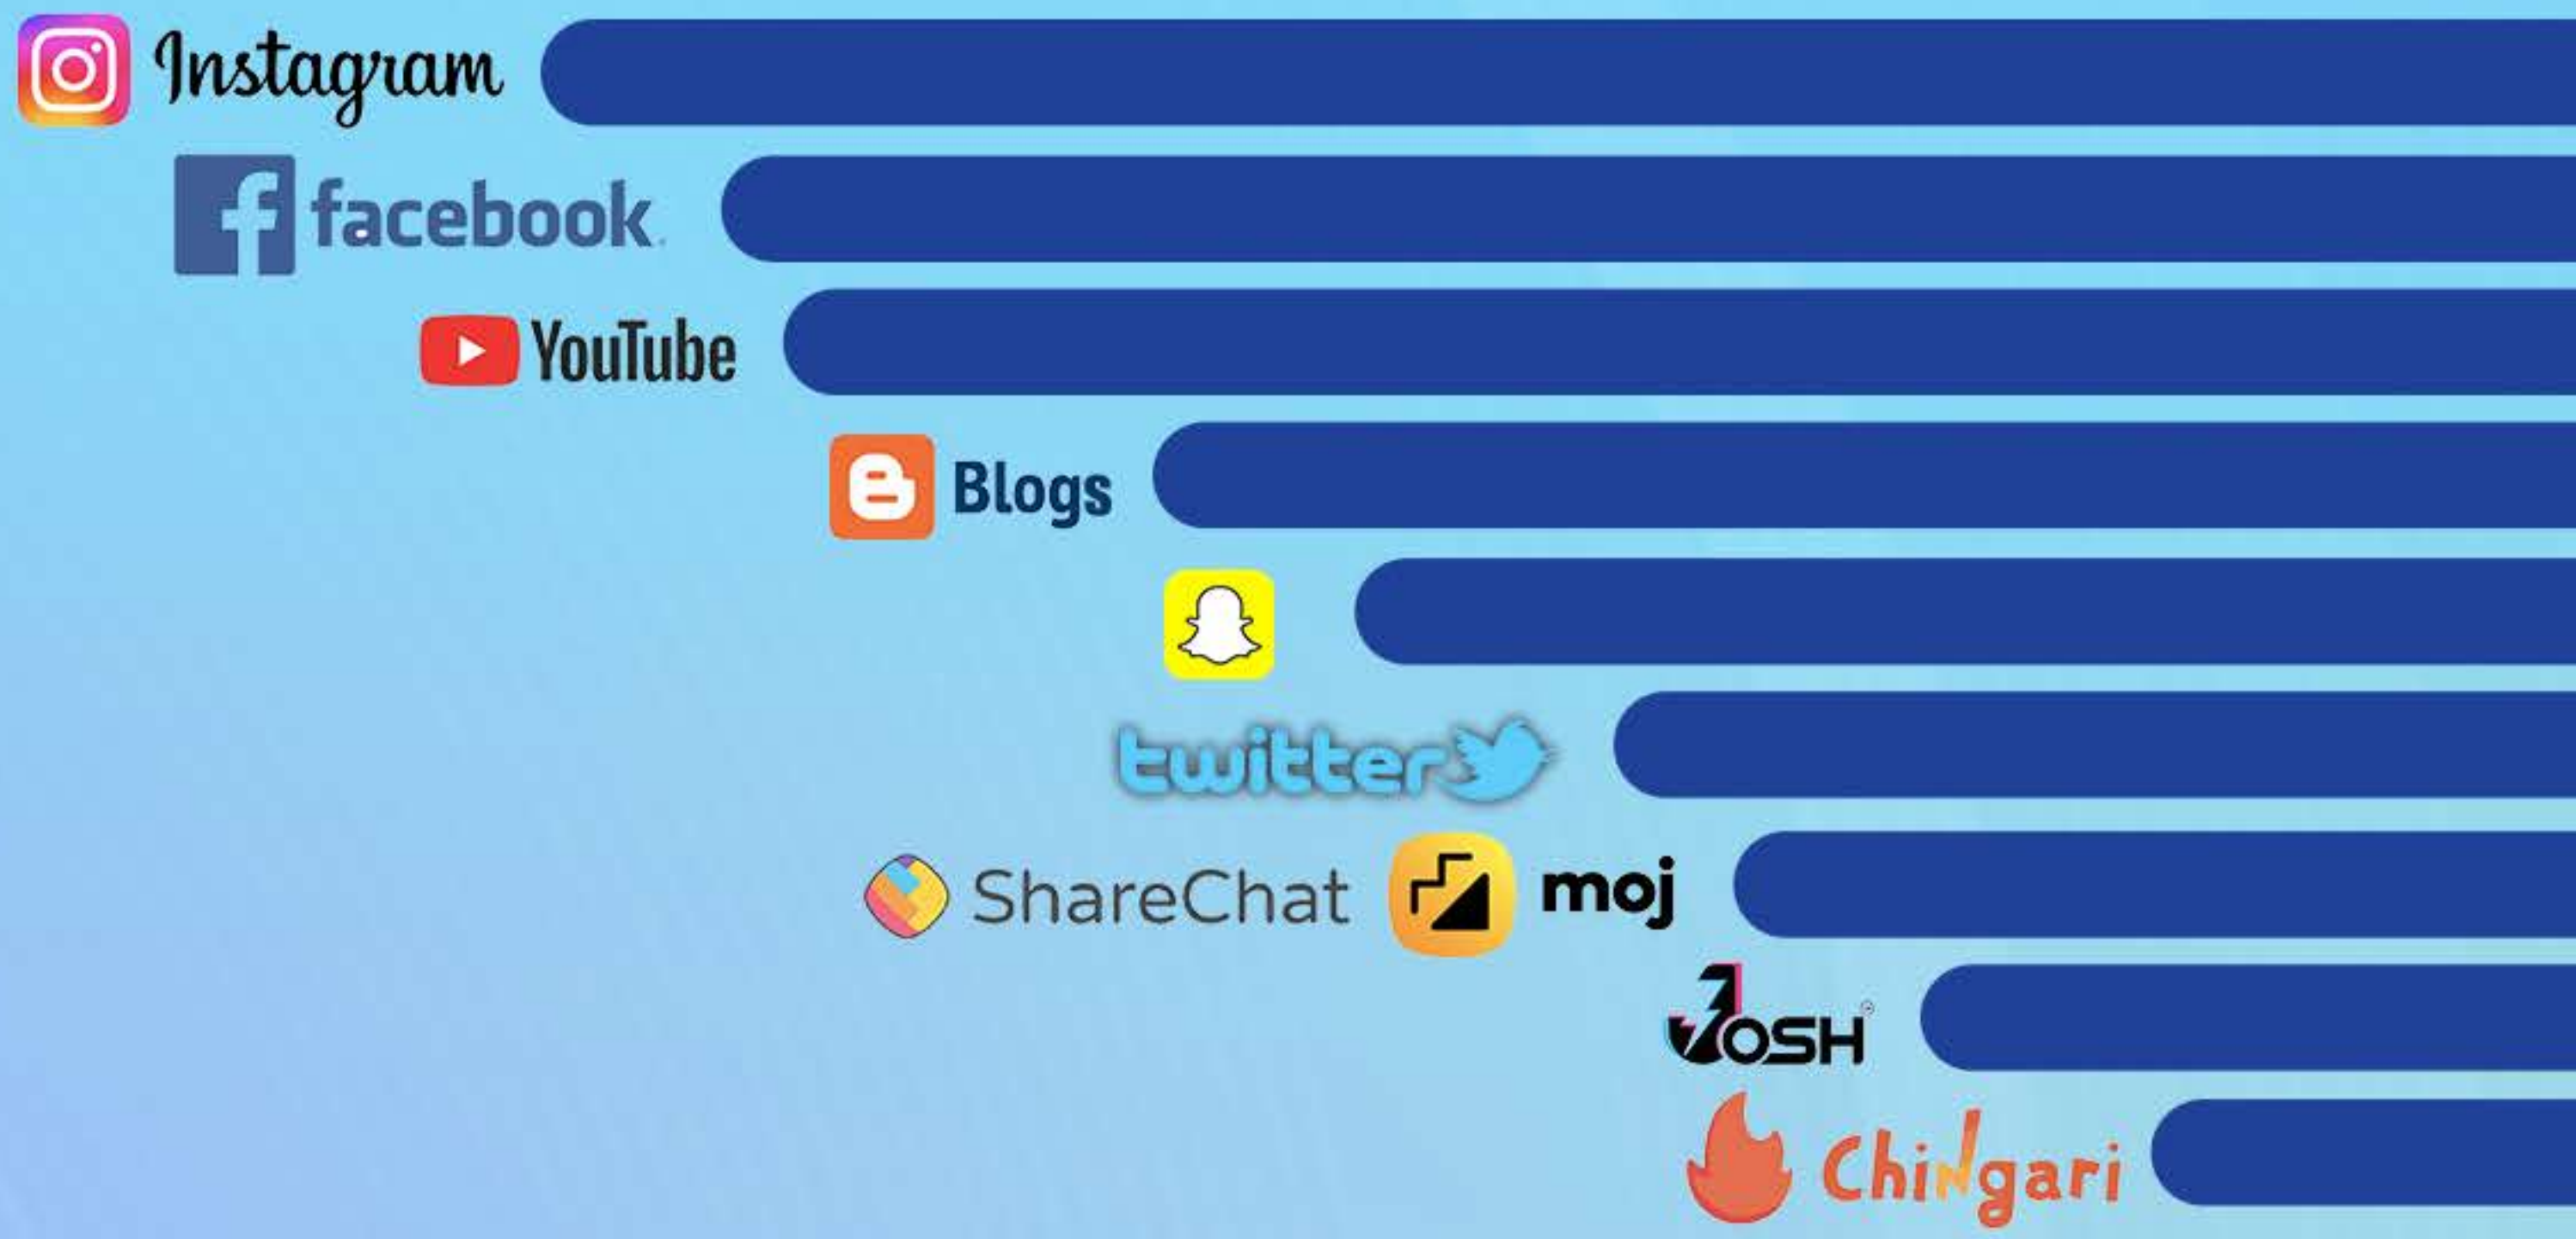 Instagram
facebook
YouTube
Blogs
twitter
ShareChat moj
JOSH
Chingari